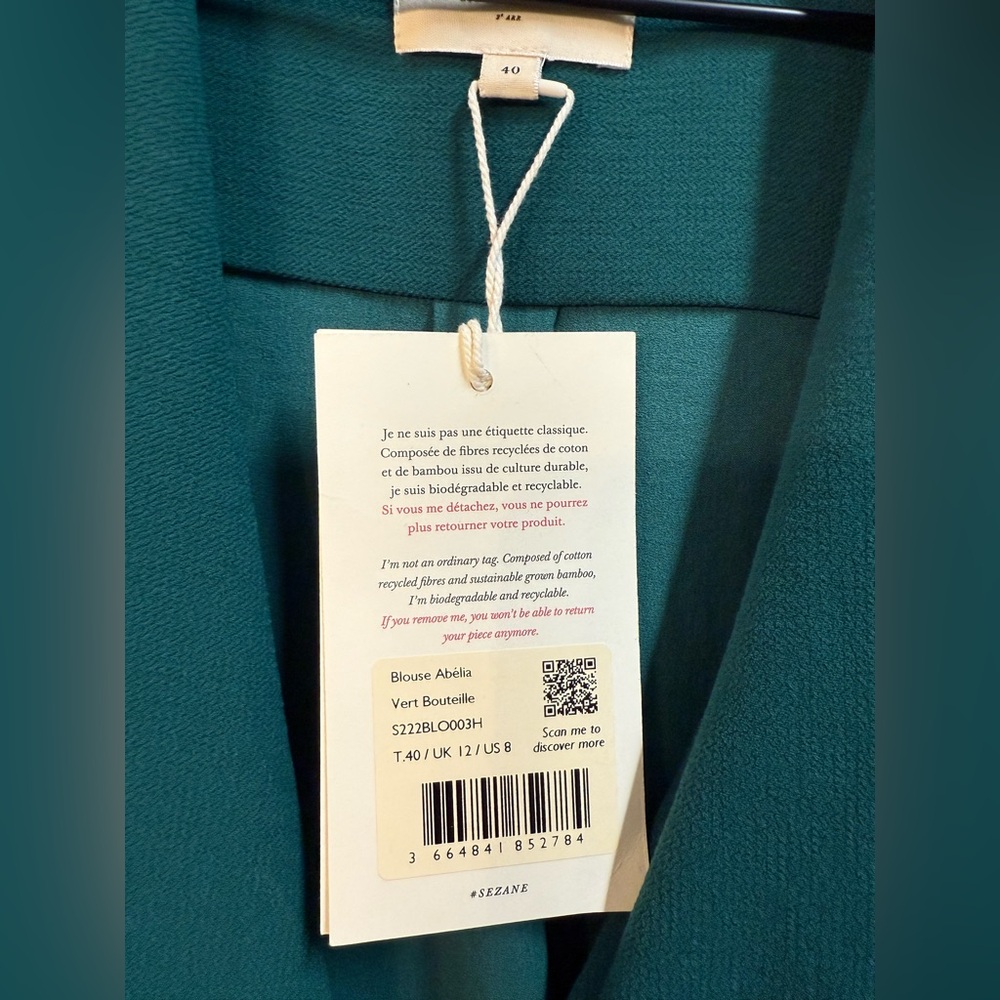 2ᵉ ARR
40
Je ne suis pas une étiquette classique.
Composée de fibres recyclées de coton
et de bambou issu de culture durable,
je suis biodégradable et recyclable.
Si vous me détachez, vous ne pourrez
plus retourner votre produit.
I'm not an ordinary tag. Composed of cotton
recycled fibres and sustainable grown bamboo,
I'm biodegradable and recyclable.
If you remove me, you won't be able to return
your piece anymore.
Blouse Abélia
Vert Bouteille
S222BLO003H
T.40 / UK 12 / US 8
Scan me to
discover more
3 664841 852784
#SEZANE